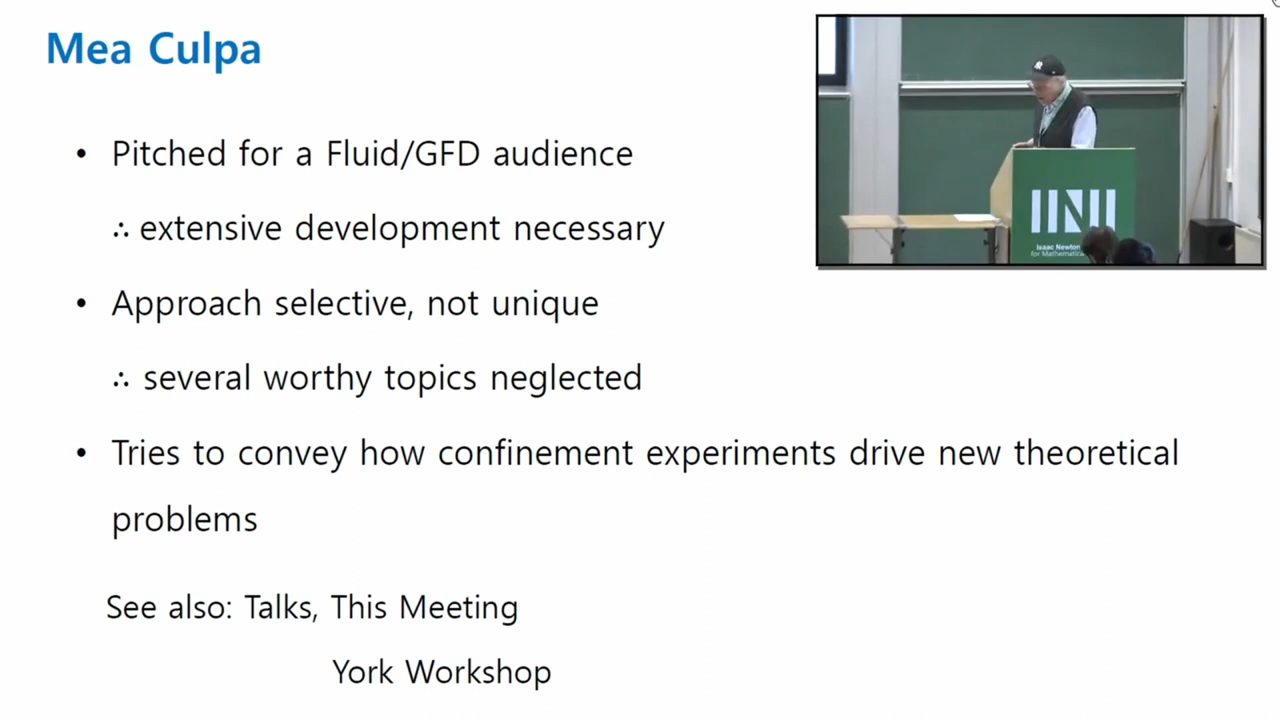 Mea Culpa
• Pitched for a Fluid/GFD audience
∴ extensive development necessary
• Approach selective, not unique
∴ several worthy topics neglected
• Tries to convey how confinement experiments drive new theoretical
problems
See also: Talks, This Meeting
York Workshop
Isaac Newton
for Mathematica